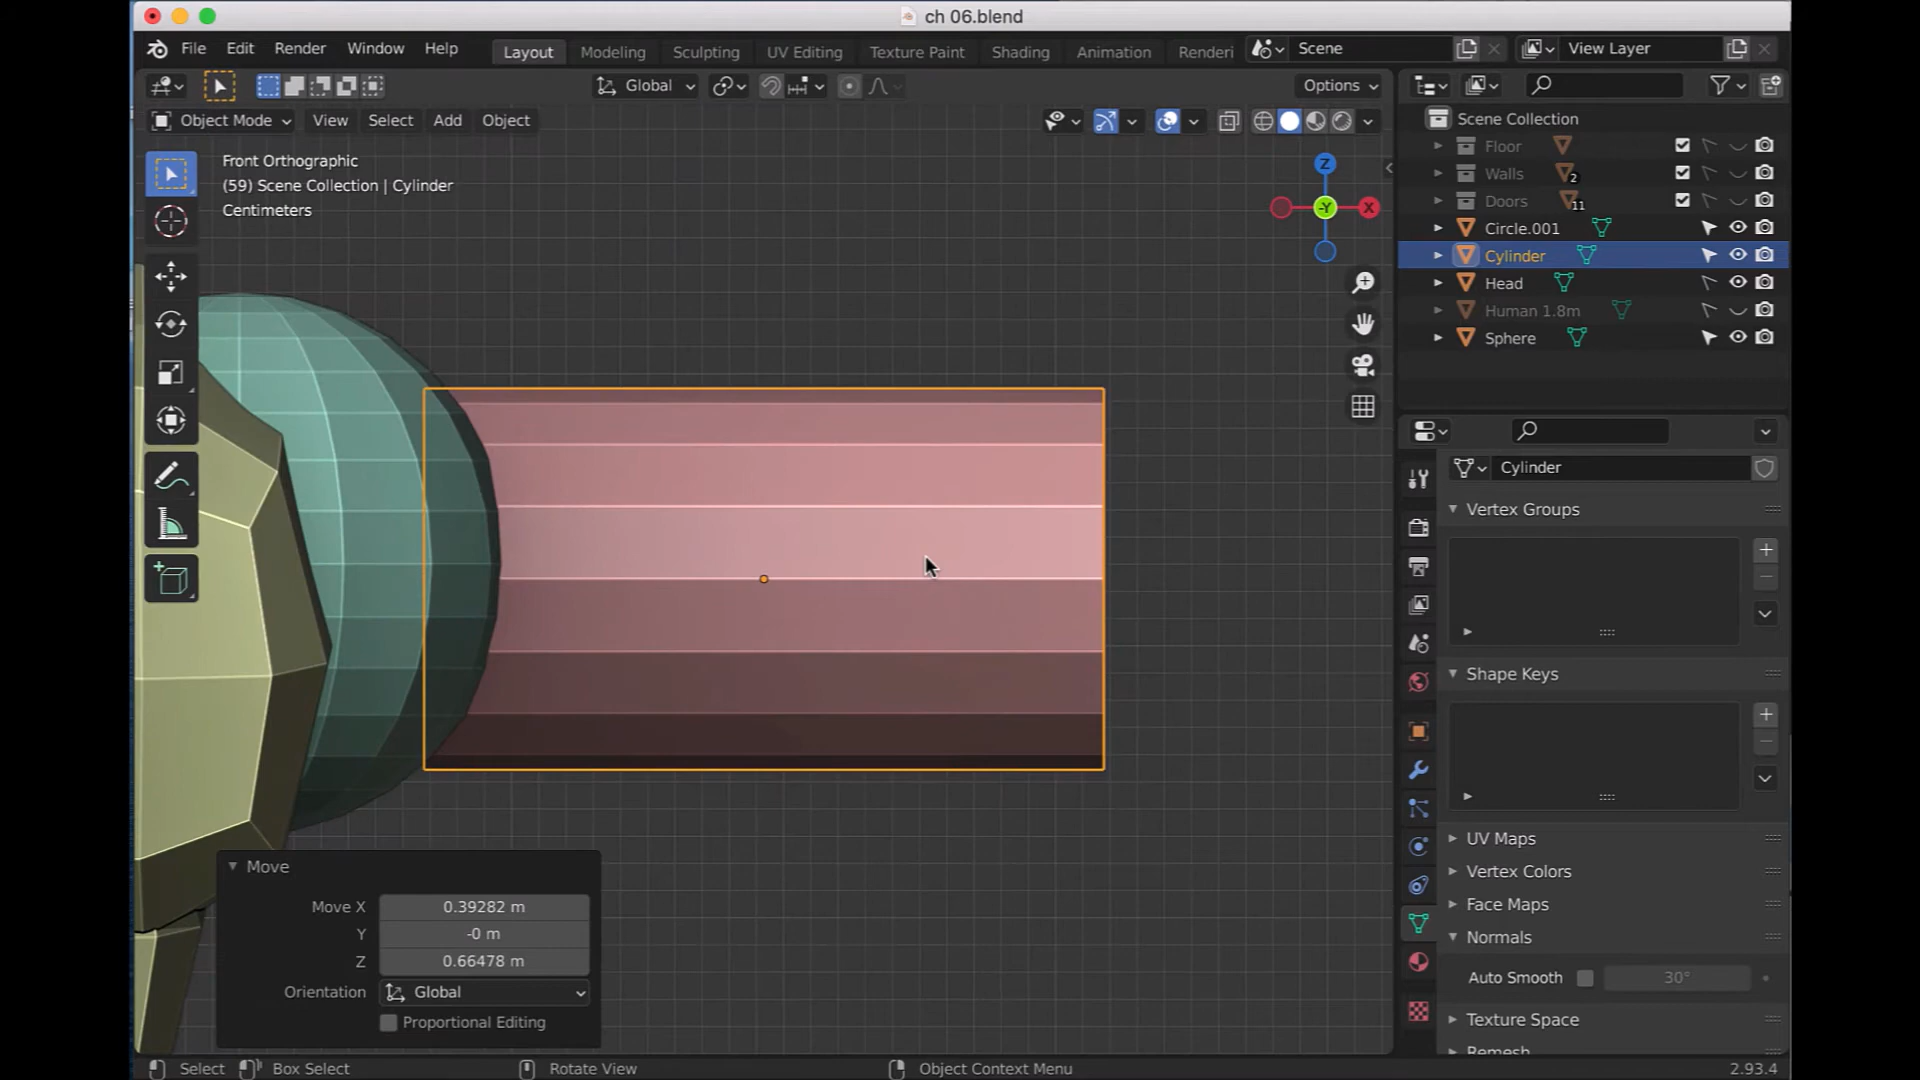 ch 06.blend
File Edit Render Window Help Layout Modeling Sculpting UV Editing Texture Paint Shading Animation Renderi Scene View Layer
Global Options
Object Mode View Select Add Object
Scene Collection
Front Orthographic
(59) Scene Collection | Cylinder
Centimeters
Z
-Y
X
Floor
Walls 2
Doors 11
Circle.001
Cylinder
Head
Human 1.8m
Sphere
Cylinder
Vertex Groups
Shape Keys
UV Maps
Vertex Colors
Face Maps
Normals
Auto Smooth 30°
Texture Space
Remesh
Move
Move X 0.39282 m
Y -0 m
Z 0.66478 m
Orientation Global
Proportional Editing
Select Box Select Rotate View Object Context Menu 2.93.4